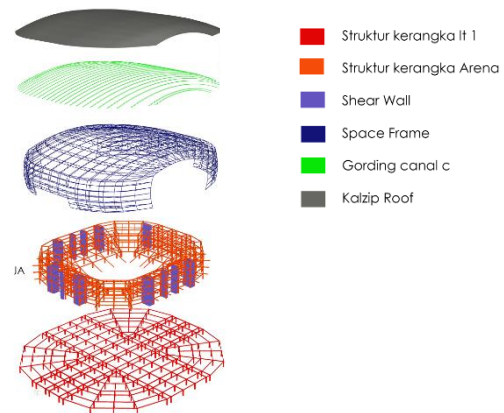 Struktur kerangka lt 1
Struktur kerangka Arena
Shear Wall
Space Frame
Gording canal c
Kalzip Roof
JA